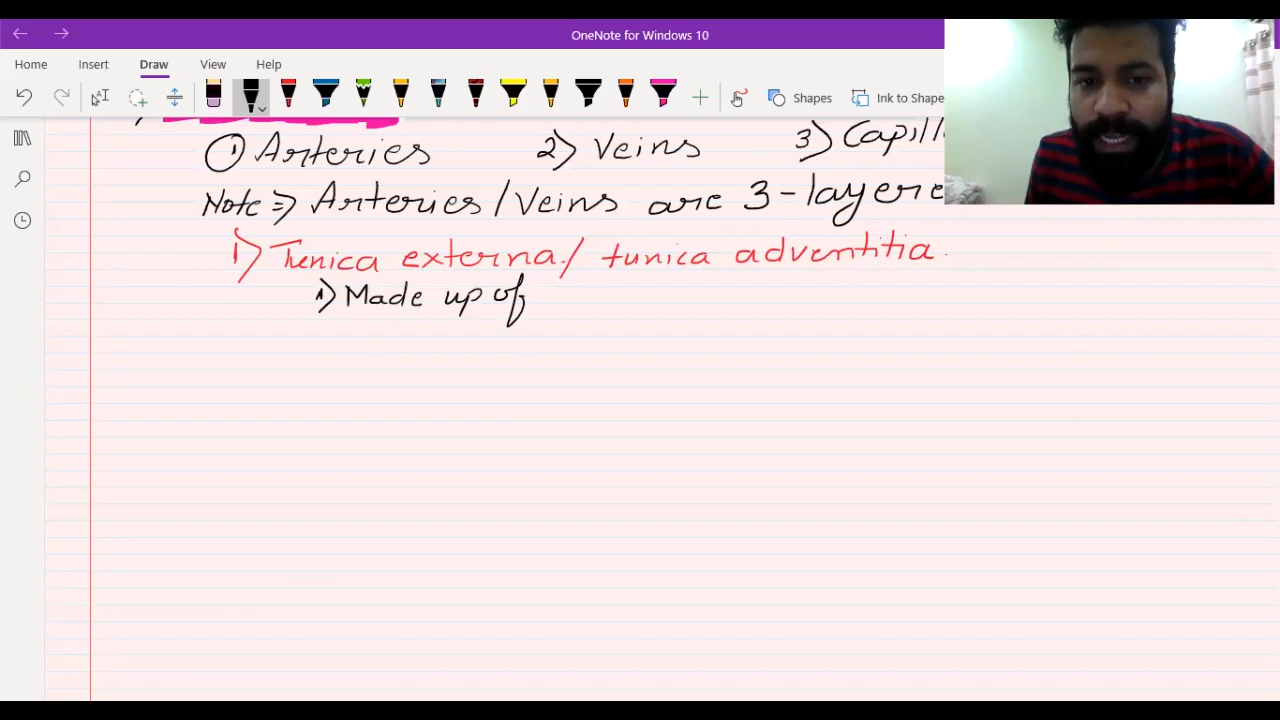 OneNote for Windows 10
Home Insert Draw View Help
Shapes Ink to Shape
1) Arteries 2) Veins 3) Capill
Note ⇒ Arteries/Veins are 3-layere
1) Tunica externa./ tunica adventitia.
1) Made up of